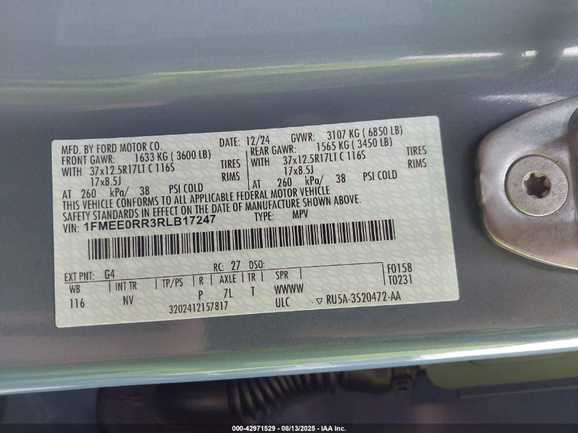 MFD. BY FORD MOTOR CO. DATE: 12/24 GVWR: 3107 KG ( 6850 LB)
FRONT GAWR: 1633 KG ( 3600 LB) REAR GAWR: 1565 KG ( 3450 LB)
WITH 37x12.5R17LT C 116S TIRES WITH 37x12.5R17LT C 116S TIRES
17x8.5J RIMS 17x8.5J RIMS
AT 260 kPa/ 38 PSI COLD AT 260 kPa/ 38 PSI COLD
THIS VEHICLE CONFORMS TO ALL APPLICABLE FEDERAL MOTOR VEHICLE
SAFETY STANDARDS IN EFFECT ON THE DATE OF MANUFACTURE SHOWN ABOVE.
VIN: 1FMEE0RR3RLB17247 TYPE: MPV
EXT PNT: G4 RC: 27 DSO: F0158
WB INT TR TP/PS R AXLE TR SPR T0231
116 NV P 7L T WWWW
3202412157817 ULC ▽ RU5A-3520472-AA
000-42971529 - 08/13/2025 - IAA Inc.